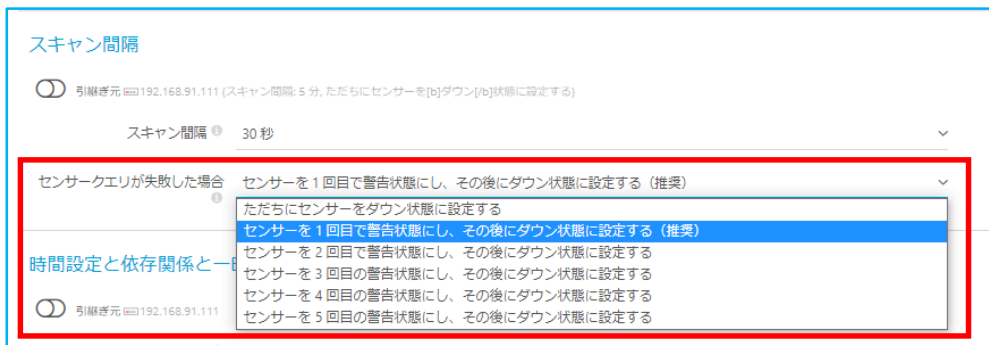 スキャン間隔
引継ぎ元 192.168.91.111 (スキャン間隔: 5 分, ただちにセンサーを[b]ダウン[/b]状態に設定する)
スキャン間隔 30 秒
センサークエリが失敗した場合 センサーを1回目で警告状態にし、その後にダウン状態に設定する（推奨）
ただちにセンサーをダウン状態に設定する
センサーを1回目で警告状態にし、その後にダウン状態に設定する（推奨）
センサーを2回目で警告状態にし、その後にダウン状態に設定する
センサーを3回目の警告状態にし、その後にダウン状態に設定する
センサーを4回目の警告状態にし、その後にダウン状態に設定する
センサーを5回目の警告状態にし、その後にダウン状態に設定する
時間設定と依存関係と一
引継ぎ元 192.168.91.111